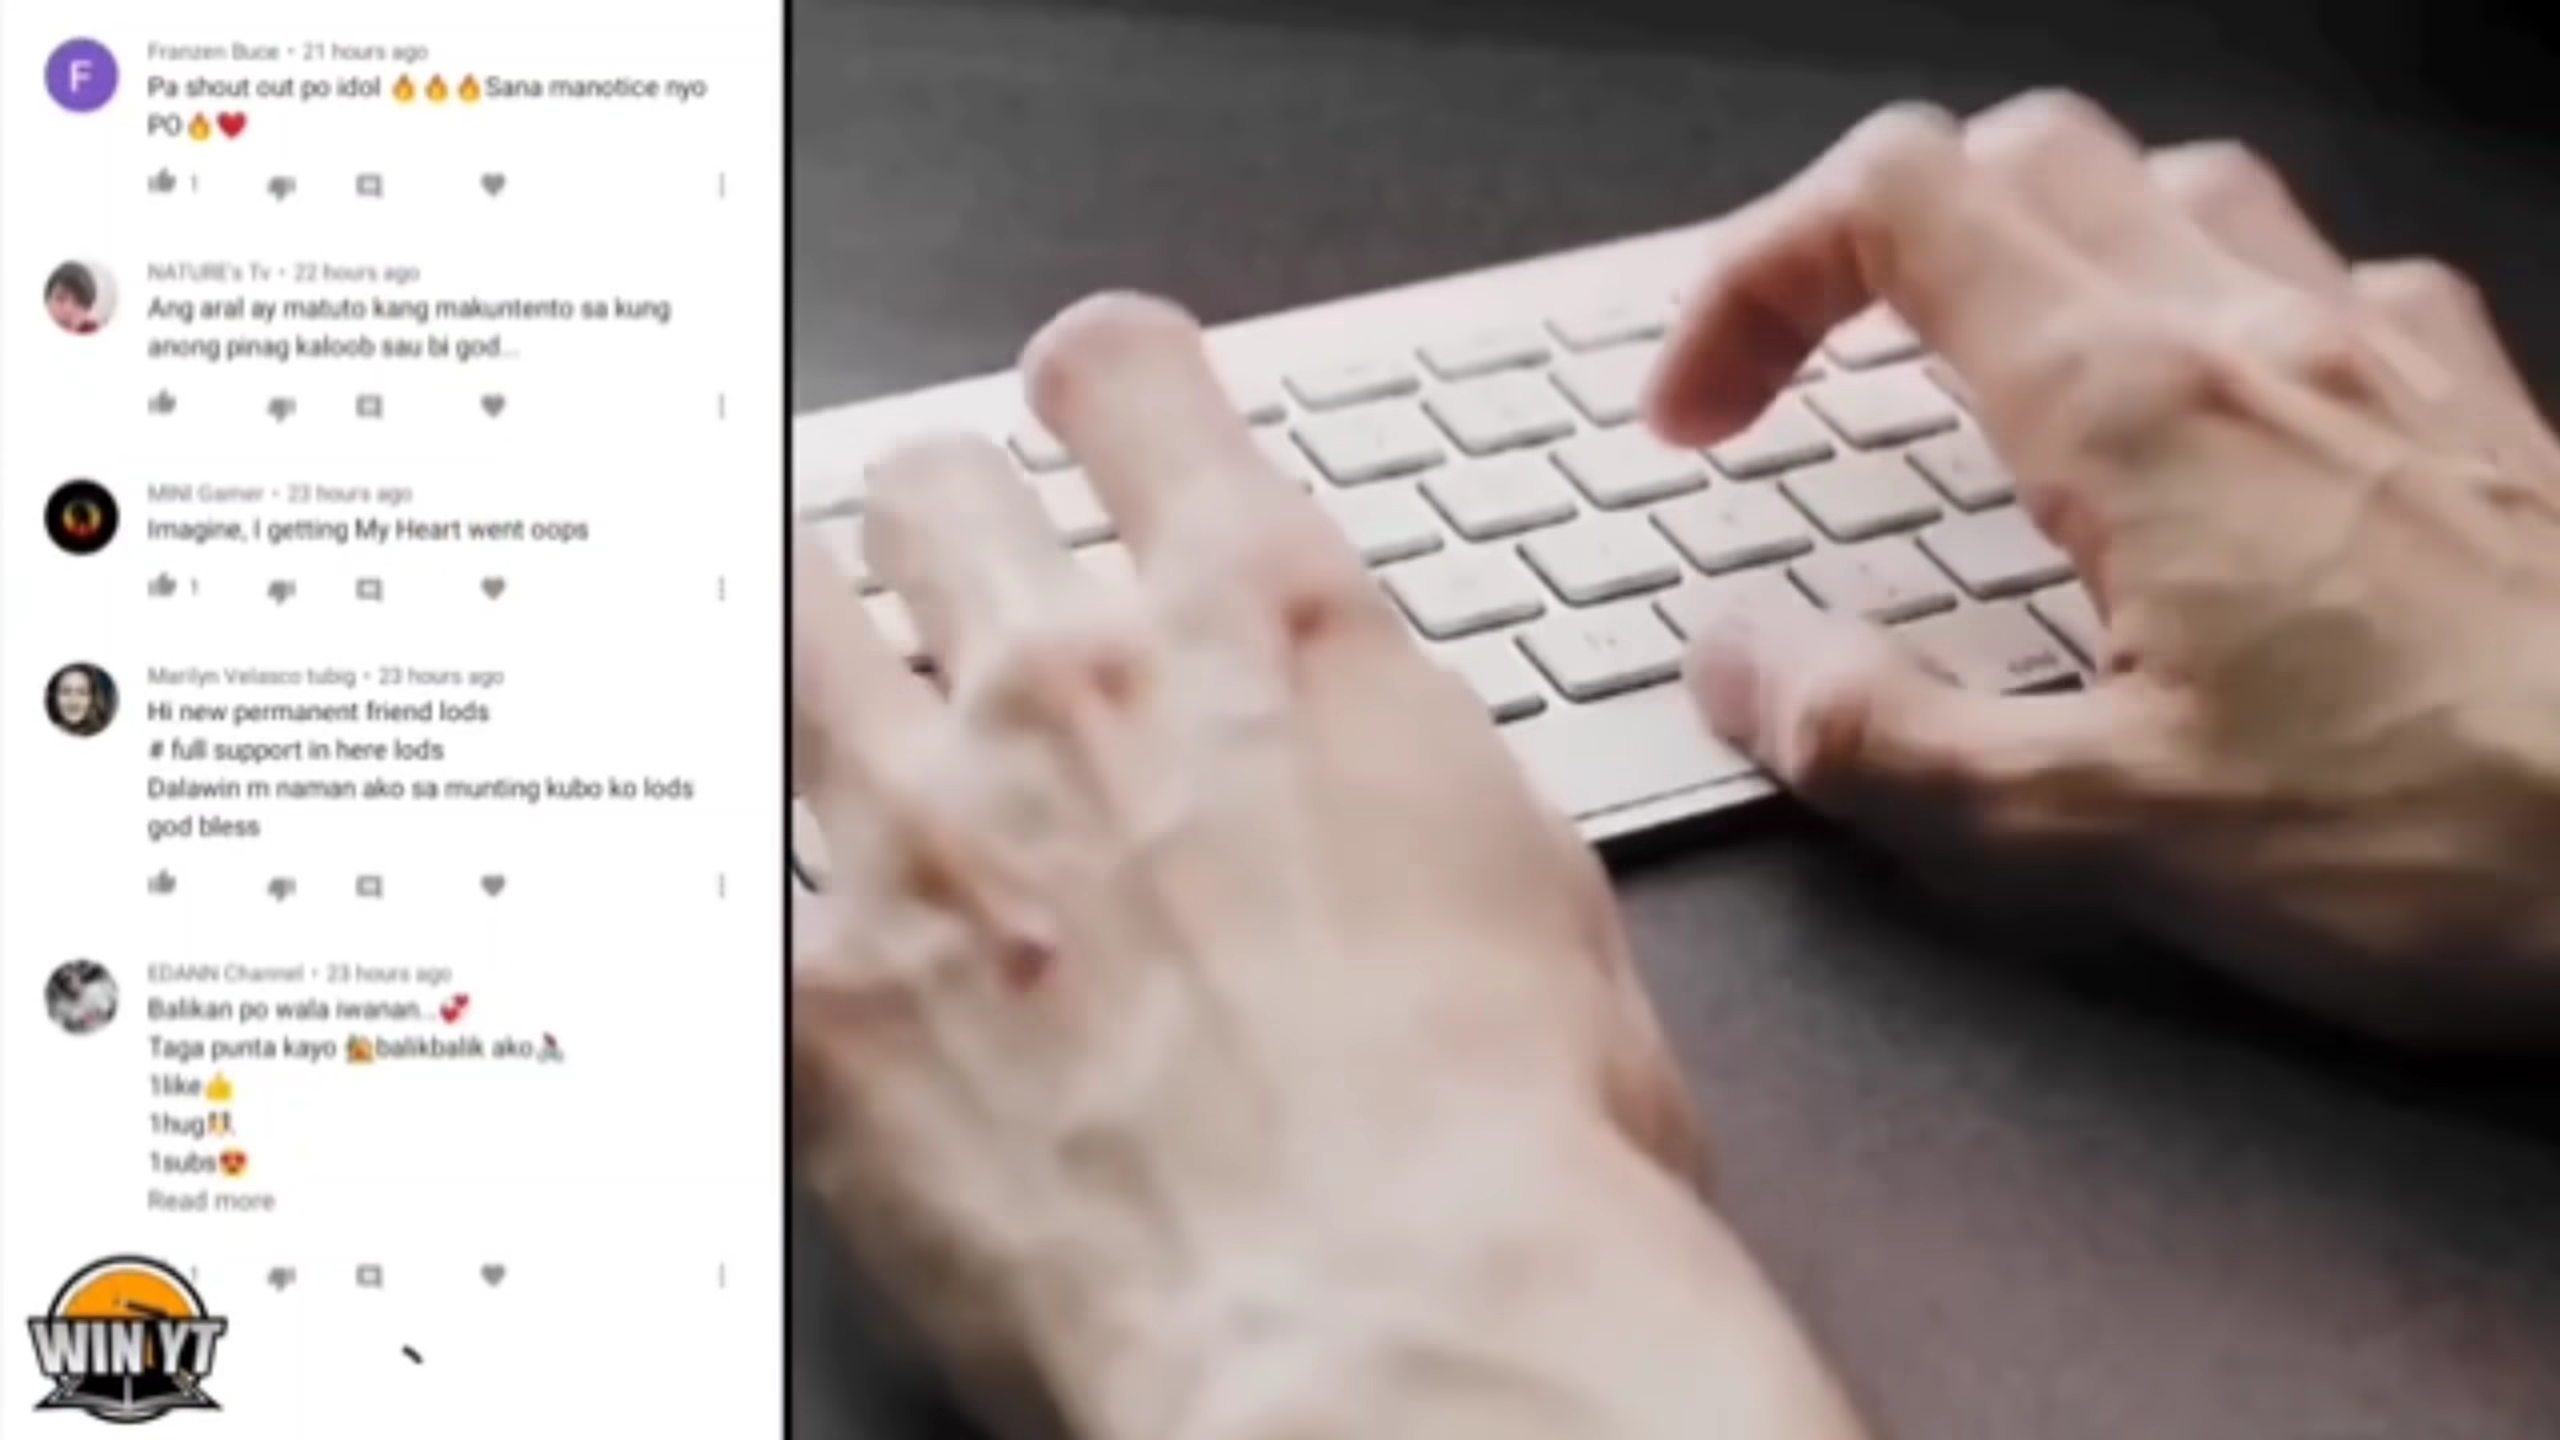 Franzen Buce • 21 hours ago
Pa shout out po idol 🔥🔥🔥Sana manotice nyo
PO🔥❤️
1
NATURE's Tv • 22 hours ago
Ang aral ay matuto kang makuntento sa kung
anong pinag kaloob sau bi god...
MINI Gamer • 23 hours ago
Imagine, I getting My Heart went oops
1
Marilyn Velasco tubig • 23 hours ago
Hi new permanent friend lods
# full support in here lods
Dalawin m naman ako sa munting kubo ko lods
god bless
EDANN Channel • 23 hours ago
Balikan po wala iwanan...💞
Taga punta kayo 🏡balikbalik ako🚴
1like👍
1hug
1subs😍
Read more
WIN YT